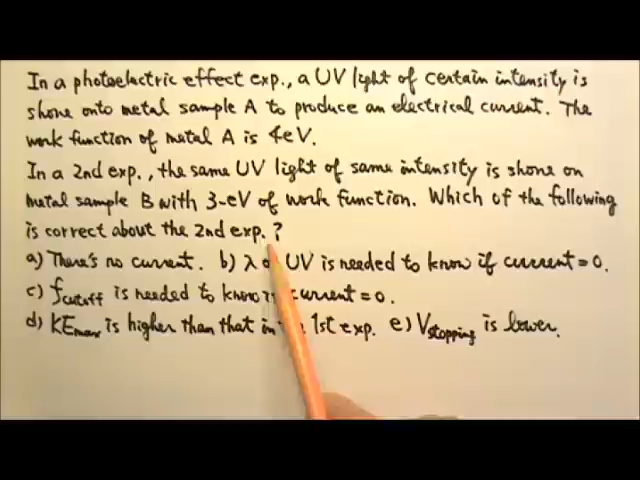 In a photoelectric effect exp., a UV light of certain intensity is
shone onto metal sample A to produce an electrical current. The
work function of metal A is 4eV.
In a 2nd exp., the same UV light of same intensity is shone on
metal sample B with 3-eV of work function. Which of the following
is correct about the 2nd exp.?
a) There's no current. b) λ of UV is needed to know if current=0.
c) fcutoff is needed to know if current=0.
d) KEmax is higher than that in the 1st exp. e) Vstopping is lower.